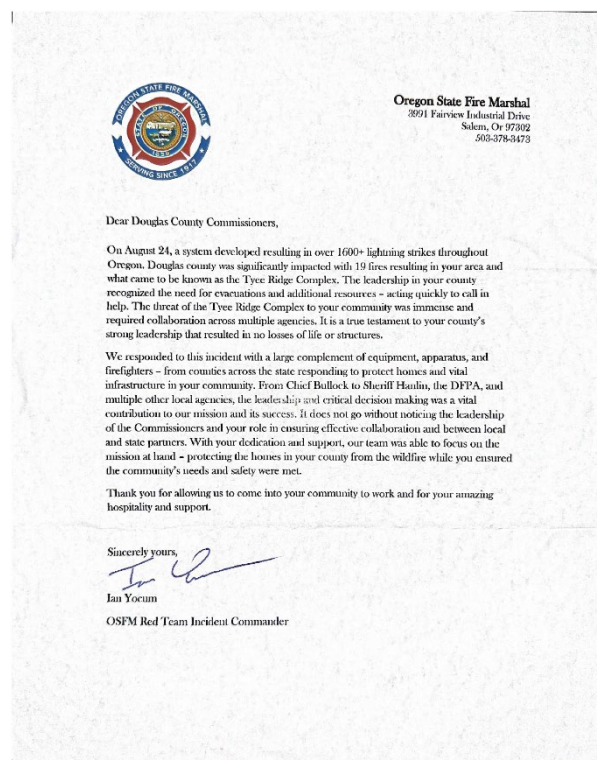 OREGON STATE FIRE MARSHAL
STATE OF OREGON
1859
SERVING SINCE 1917
Oregon State Fire Marshal
3991 Fairview Industrial Drive
Salem, Or 97302
503-378-3473
Dear Douglas County Commissioners,
On August 24, a system developed resulting in over 1600+ lightning strikes throughout
Oregon. Douglas county was significantly impacted with 19 fires resulting in your area and
what came to be known as the Tyee Ridge Complex. The leadership in your county
recognized the need for evacuations and additional resources – acting quickly to call in
help. The threat of the Tyee Ridge Complex to your community was immense and
required collaboration across multiple agencies. It is a true testament to your county's
strong leadership that resulted in no losses of life or structures.
We responded to this incident with a large complement of equipment, apparatus, and
firefighters – from counties across the state responding to protect homes and vital
infrastructure in your community. From Chief Bullock to Sheriff Hanlin, the DFPA, and
multiple other local agencies, the leadership and critical decision making was a vital
contribution to our mission and its success. It does not go without noticing the leadership
of the Commissioners and your role in ensuring effective collaboration and between local
and state partners. With your dedication and support, our team was able to focus on the
mission at hand – protecting the homes in your county from the wildfire while you ensured
the community's needs and safety were met.
Thank you for allowing us to come into your community to work and for your amazing
hospitality and support.
Sincerely yours,
Ian Yocum
OSFM Red Team Incident Commander